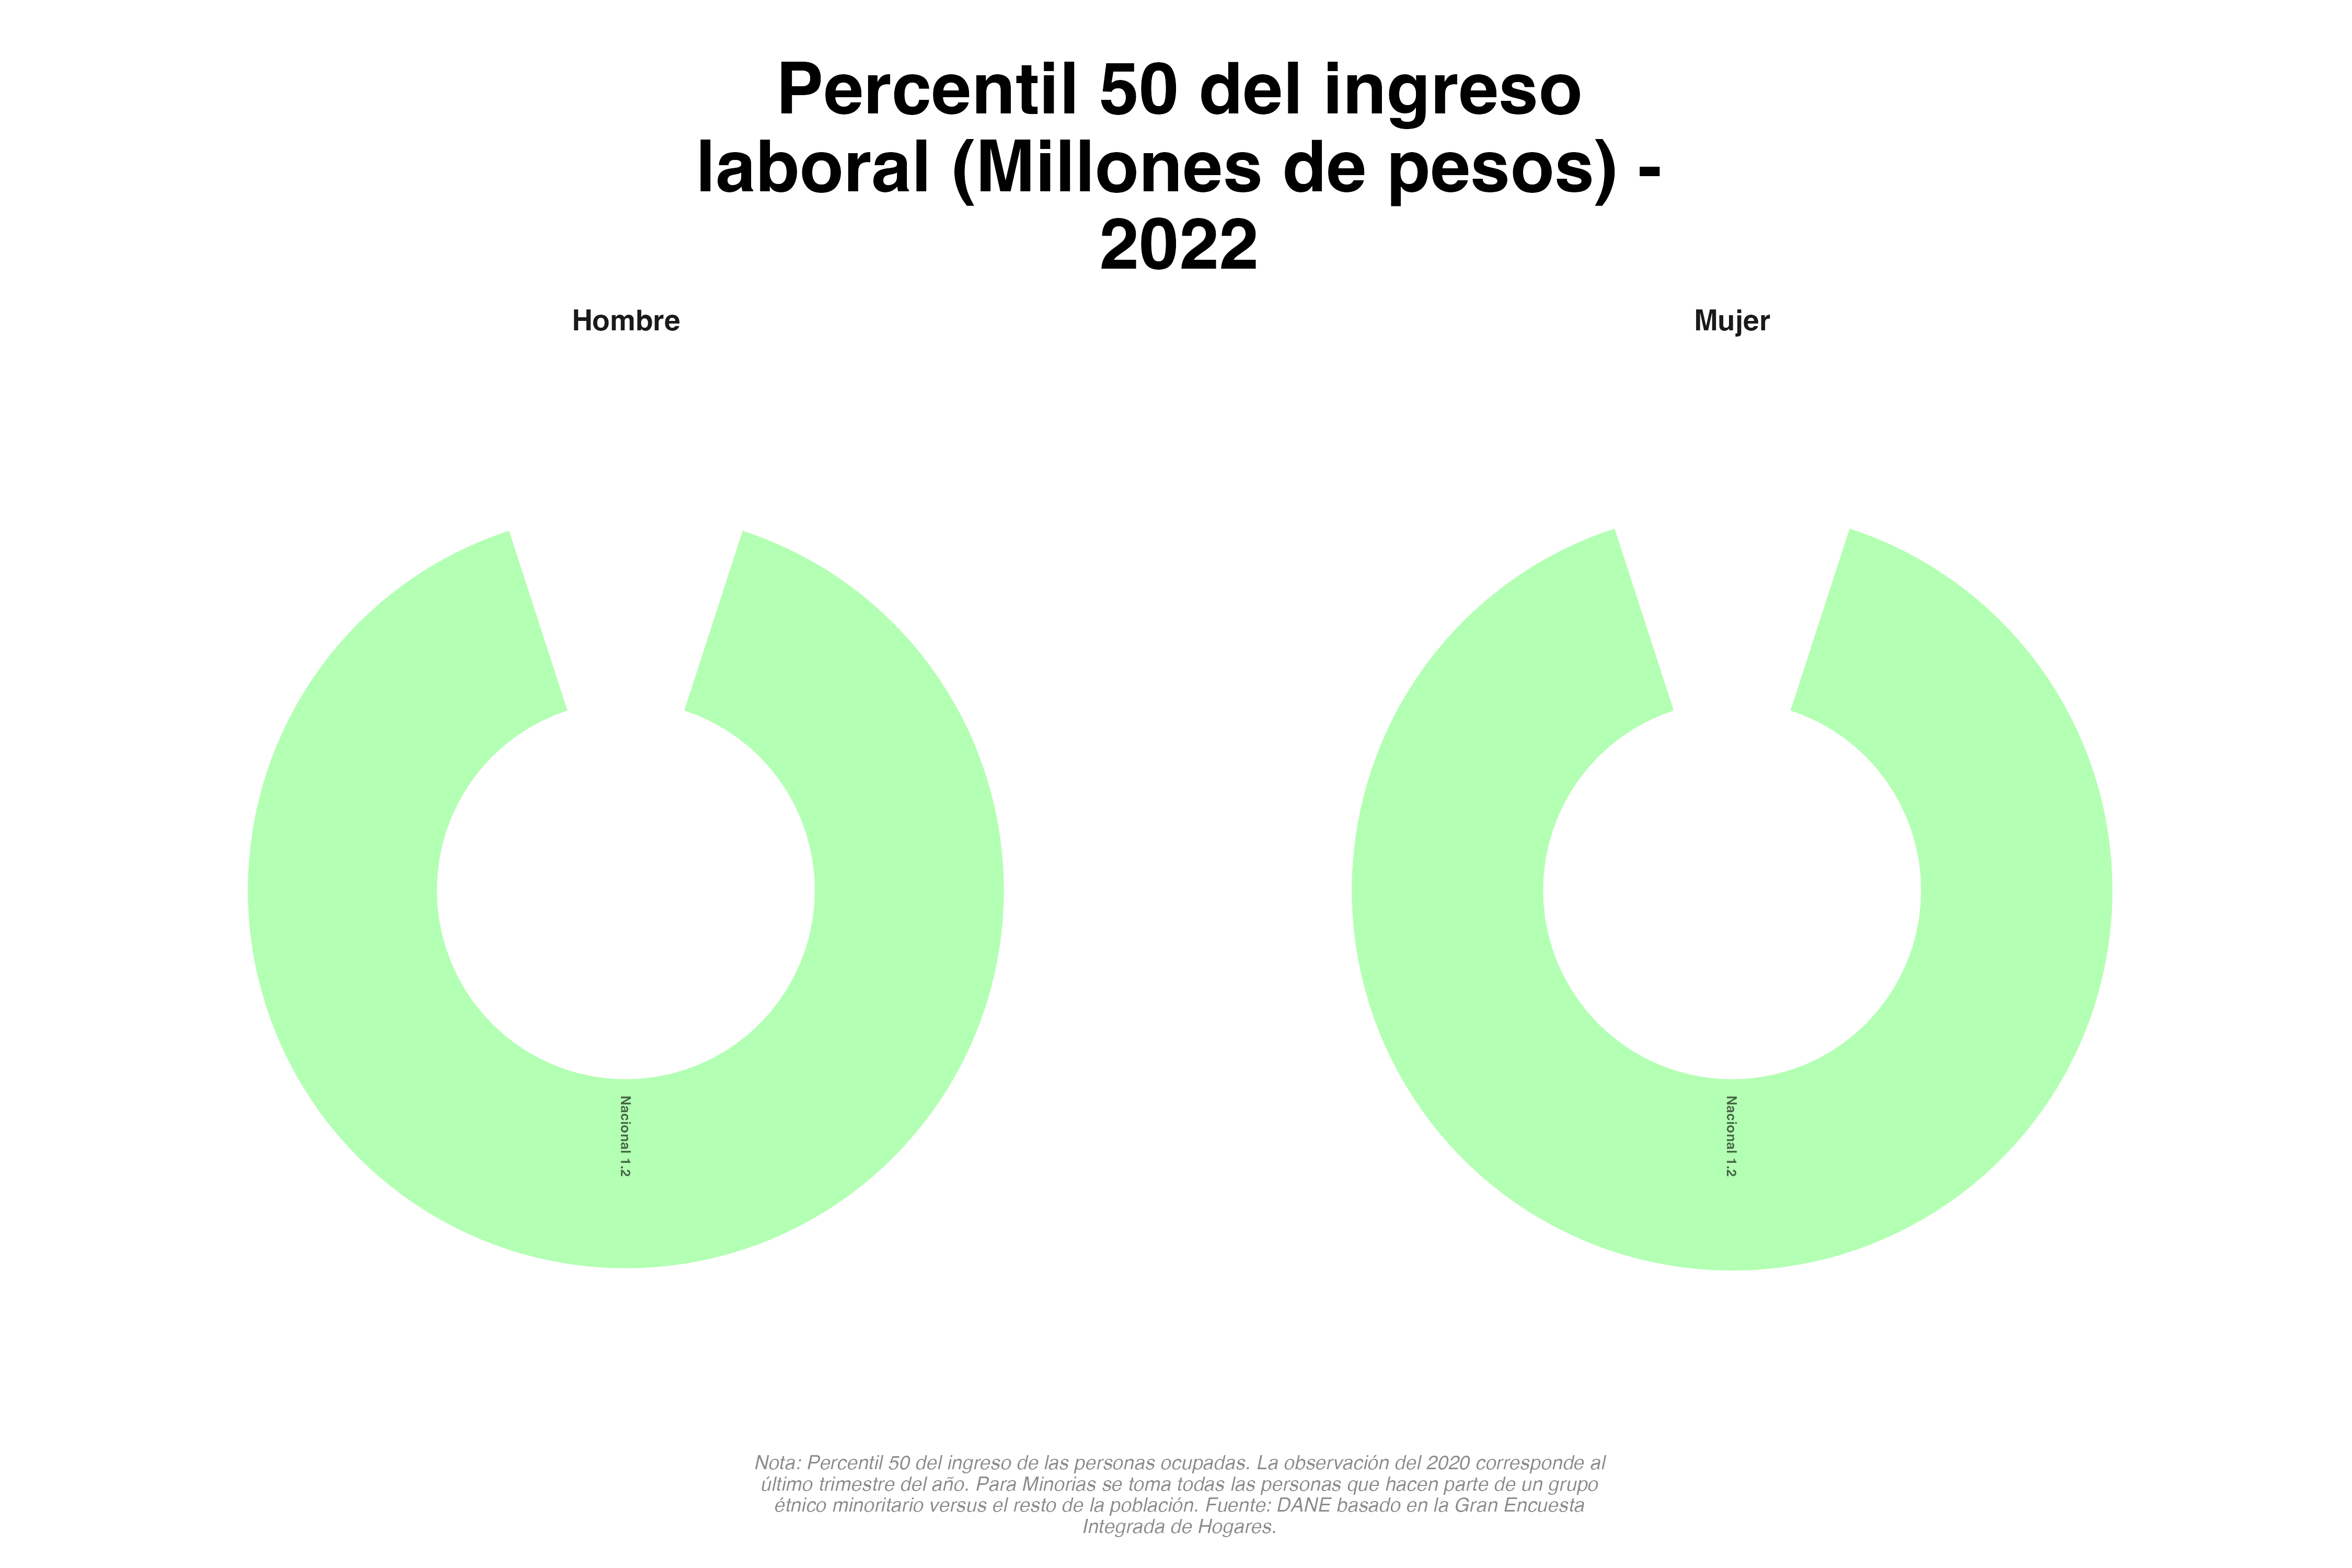 Percentil 50 del ingreso
laboral (Millones de pesos) -
2022
Hombre
Mujer
Nacional 1.2
Nacional 1.2
Nota: Percentil 50 del ingreso de las personas ocupadas. La observación del 2020 corresponde al
último trimestre del año. Para Minorias se toma todas las personas que hacen parte de un grupo
étnico minoritario versus el resto de la población. Fuente: DANE basado en la Gran Encuesta
Integrada de Hogares.